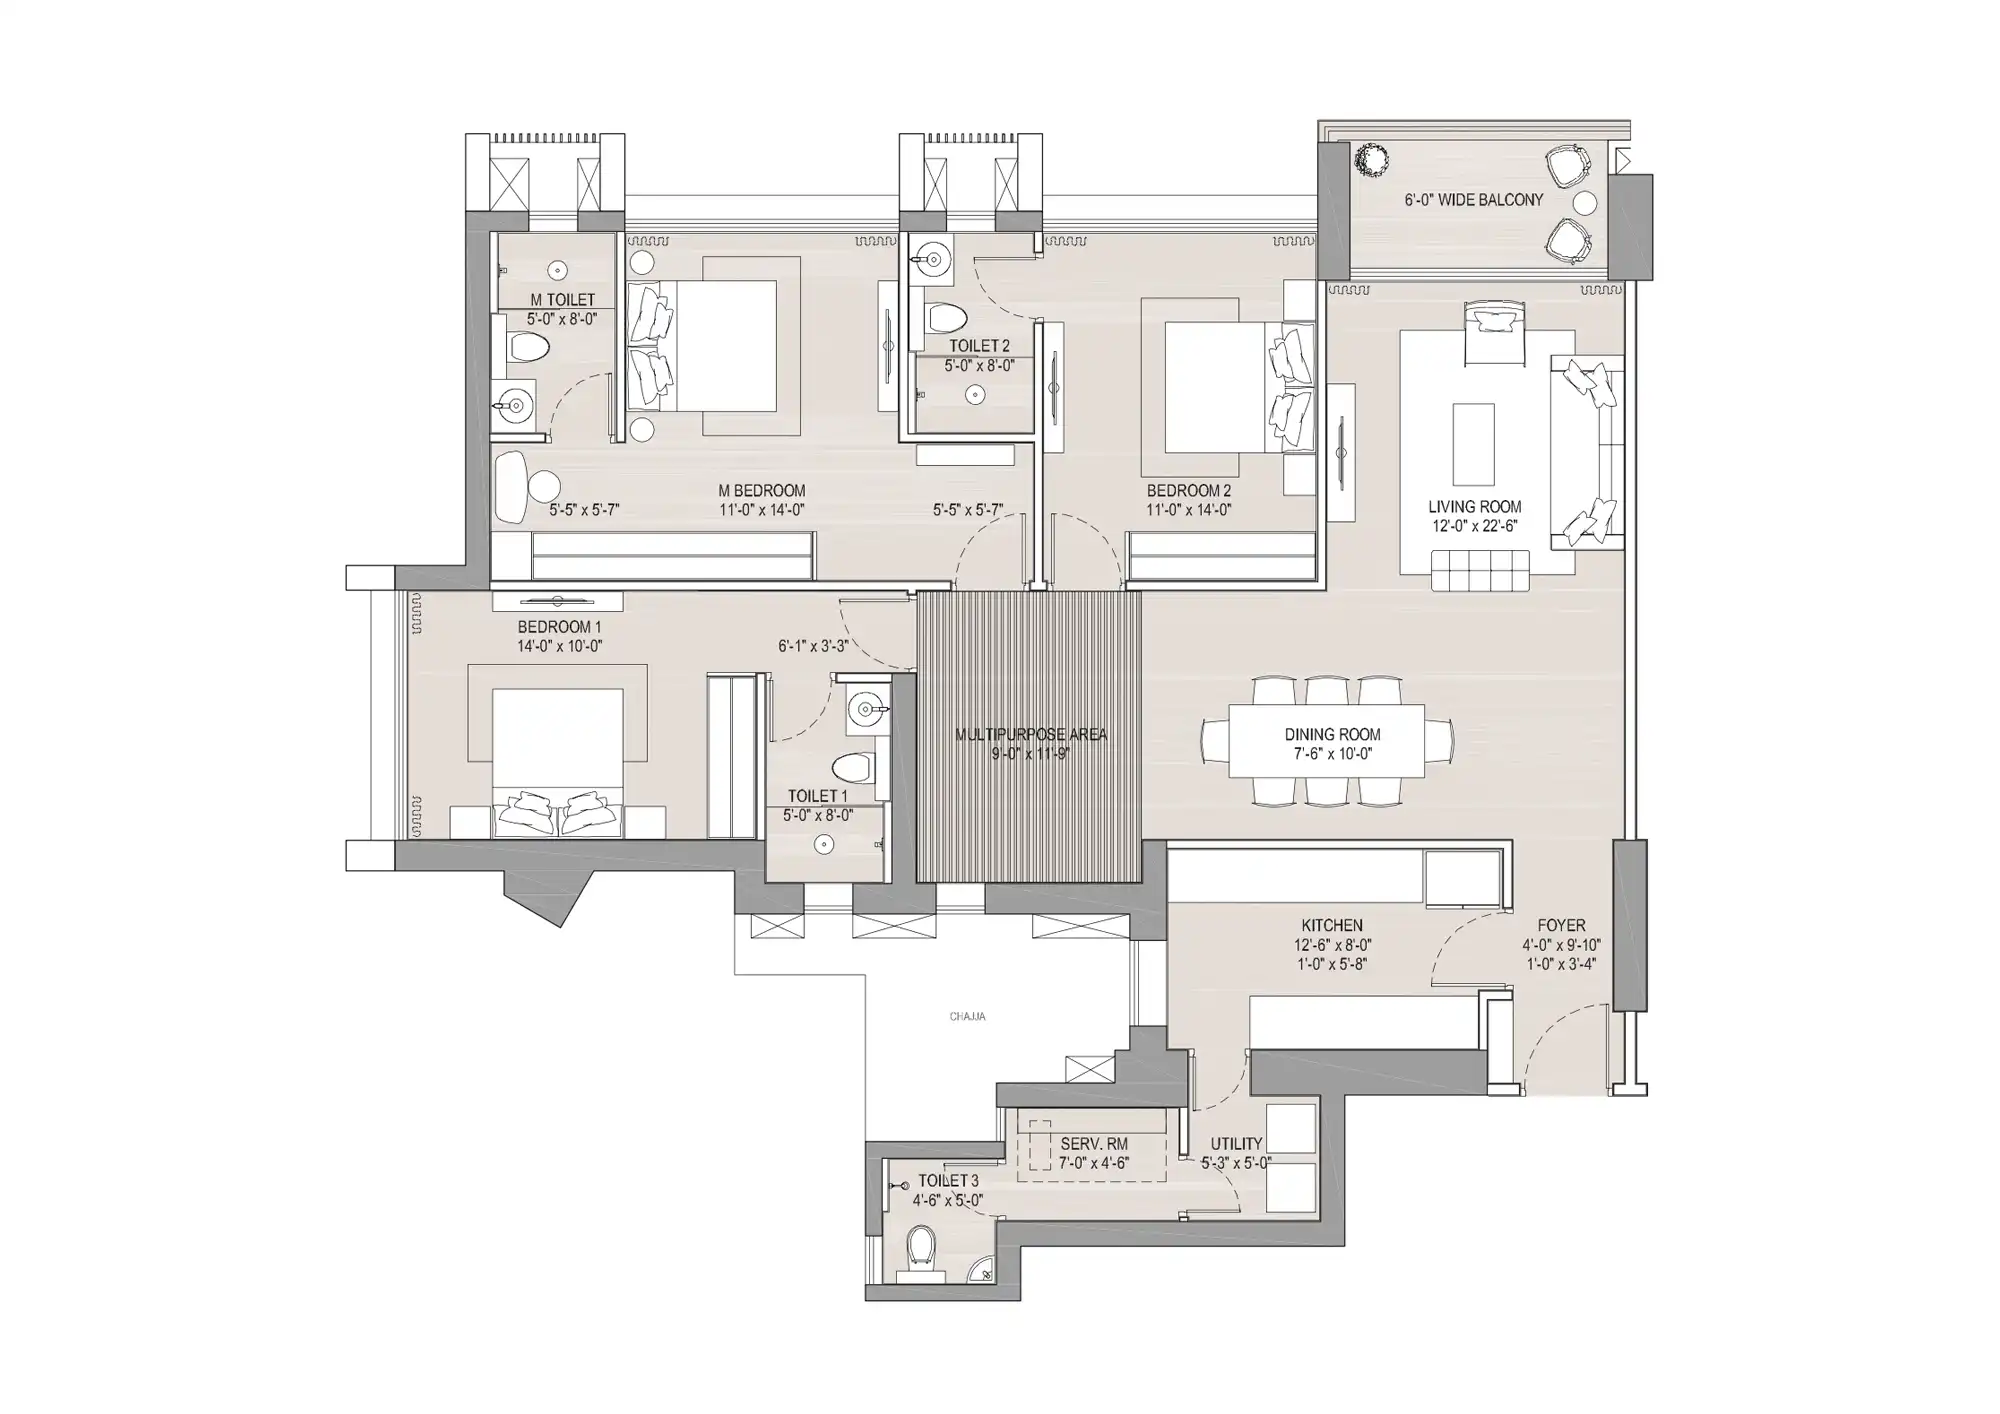 6'-0" WIDE BALCONY
M TOILET
5'-0" x 8'-0"
TOILET 2
5'-0" x 8'-0"
M BEDROOM
11'-0" x 14'-0"
5'-5" x 5'-7"
5'-5" x 5'-7"
BEDROOM 2
11'-0" x 14'-0"
LIVING ROOM
12'-0" x 22'-6"
BEDROOM 1
14'-0" x 10'-0"
6'-1" x 3'-3"
MULTIPURPOSE AREA
9'-0" x 11'-9"
DINING ROOM
7'-6" x 10'-0"
TOILET 1
5'-0" x 8'-0"
KITCHEN
12'-6" x 8'-0"
1'-0" x 5'-8"
FOYER
4'-0" x 9'-10"
1'-0" x 3'-4"
CHAJJA
SERV. RM
7'-0" x 4'-6"
UTILITY
5'-3" x 5'-0"
TOILET 3
4'-6" x 5'-0"